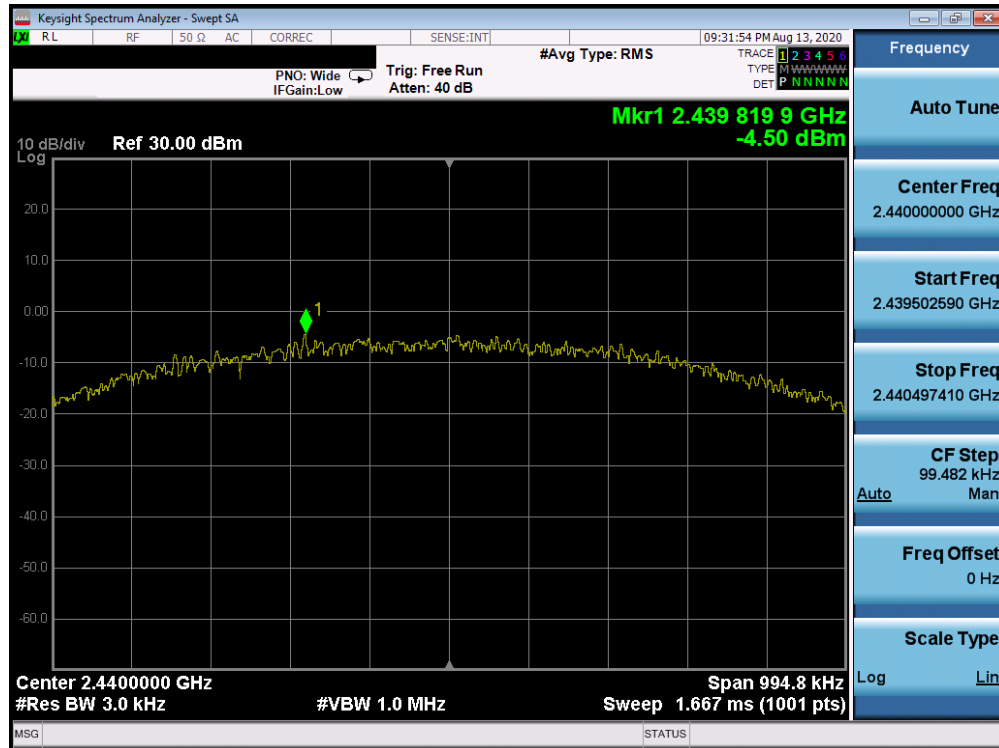 Keysight Spectrum Analyzer - Swept SA
LXI RL RF 50 Ω AC CORREC SENSE:INT 09:31:54 PM Aug 13, 2020
PNO: Wide
IFGain:Low
Trig: Free Run
Atten: 40 dB
#Avg Type: RMS
TRACE 1 2 3 4 5 6
TYPE M WWWWW
DET P N N N N N
Mkr1 2.439 819 9 GHz
-4.50 dBm
10 dB/div Ref 30.00 dBm
Log
20.0
10.0
0.00
1
-10.0
-20.0
-30.0
-40.0
-50.0
-60.0
Center 2.4400000 GHz Span 994.8 kHz
#Res BW 3.0 kHz #VBW 1.0 MHz Sweep 1.667 ms (1001 pts)
MSG STATUS
Frequency
Auto Tune
Center Freq
2.440000000 GHz
Start Freq
2.439502590 GHz
Stop Freq
2.440497410 GHz
CF Step
99.482 kHz
Auto Man
Freq Offset
0 Hz
Scale Type
Log Lin